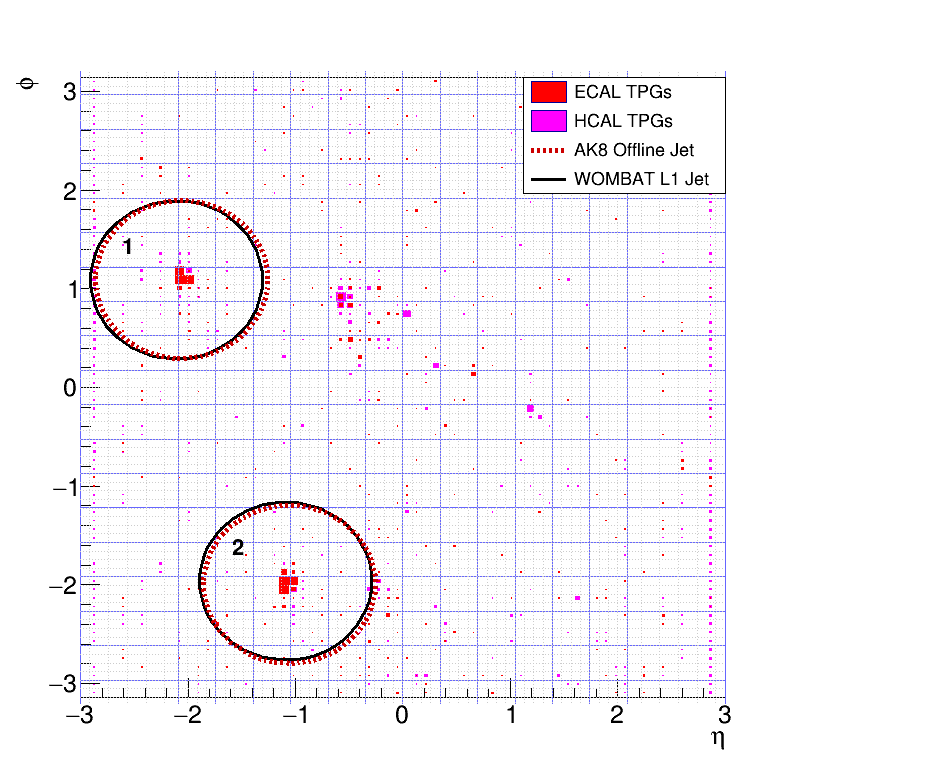 φ
3
2
1
0
−1
−2
−3
ECAL TPGs
HCAL TPGs
AK8 Offline Jet
WOMBAT L1 Jet
1
2
−3 −2 −1 0 1 2 3
η